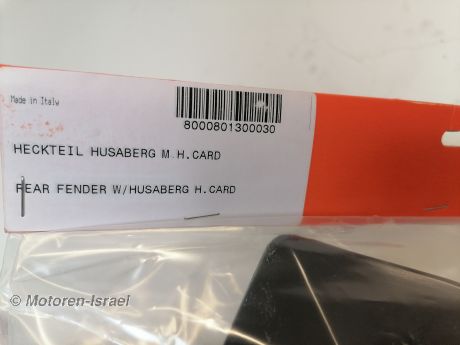 Made in Italy
8000801300030
HECKTEIL HUSABERG M.H.CARD
REAR FENDER W/HUSABERG H.CARD
© Motoren-Israel